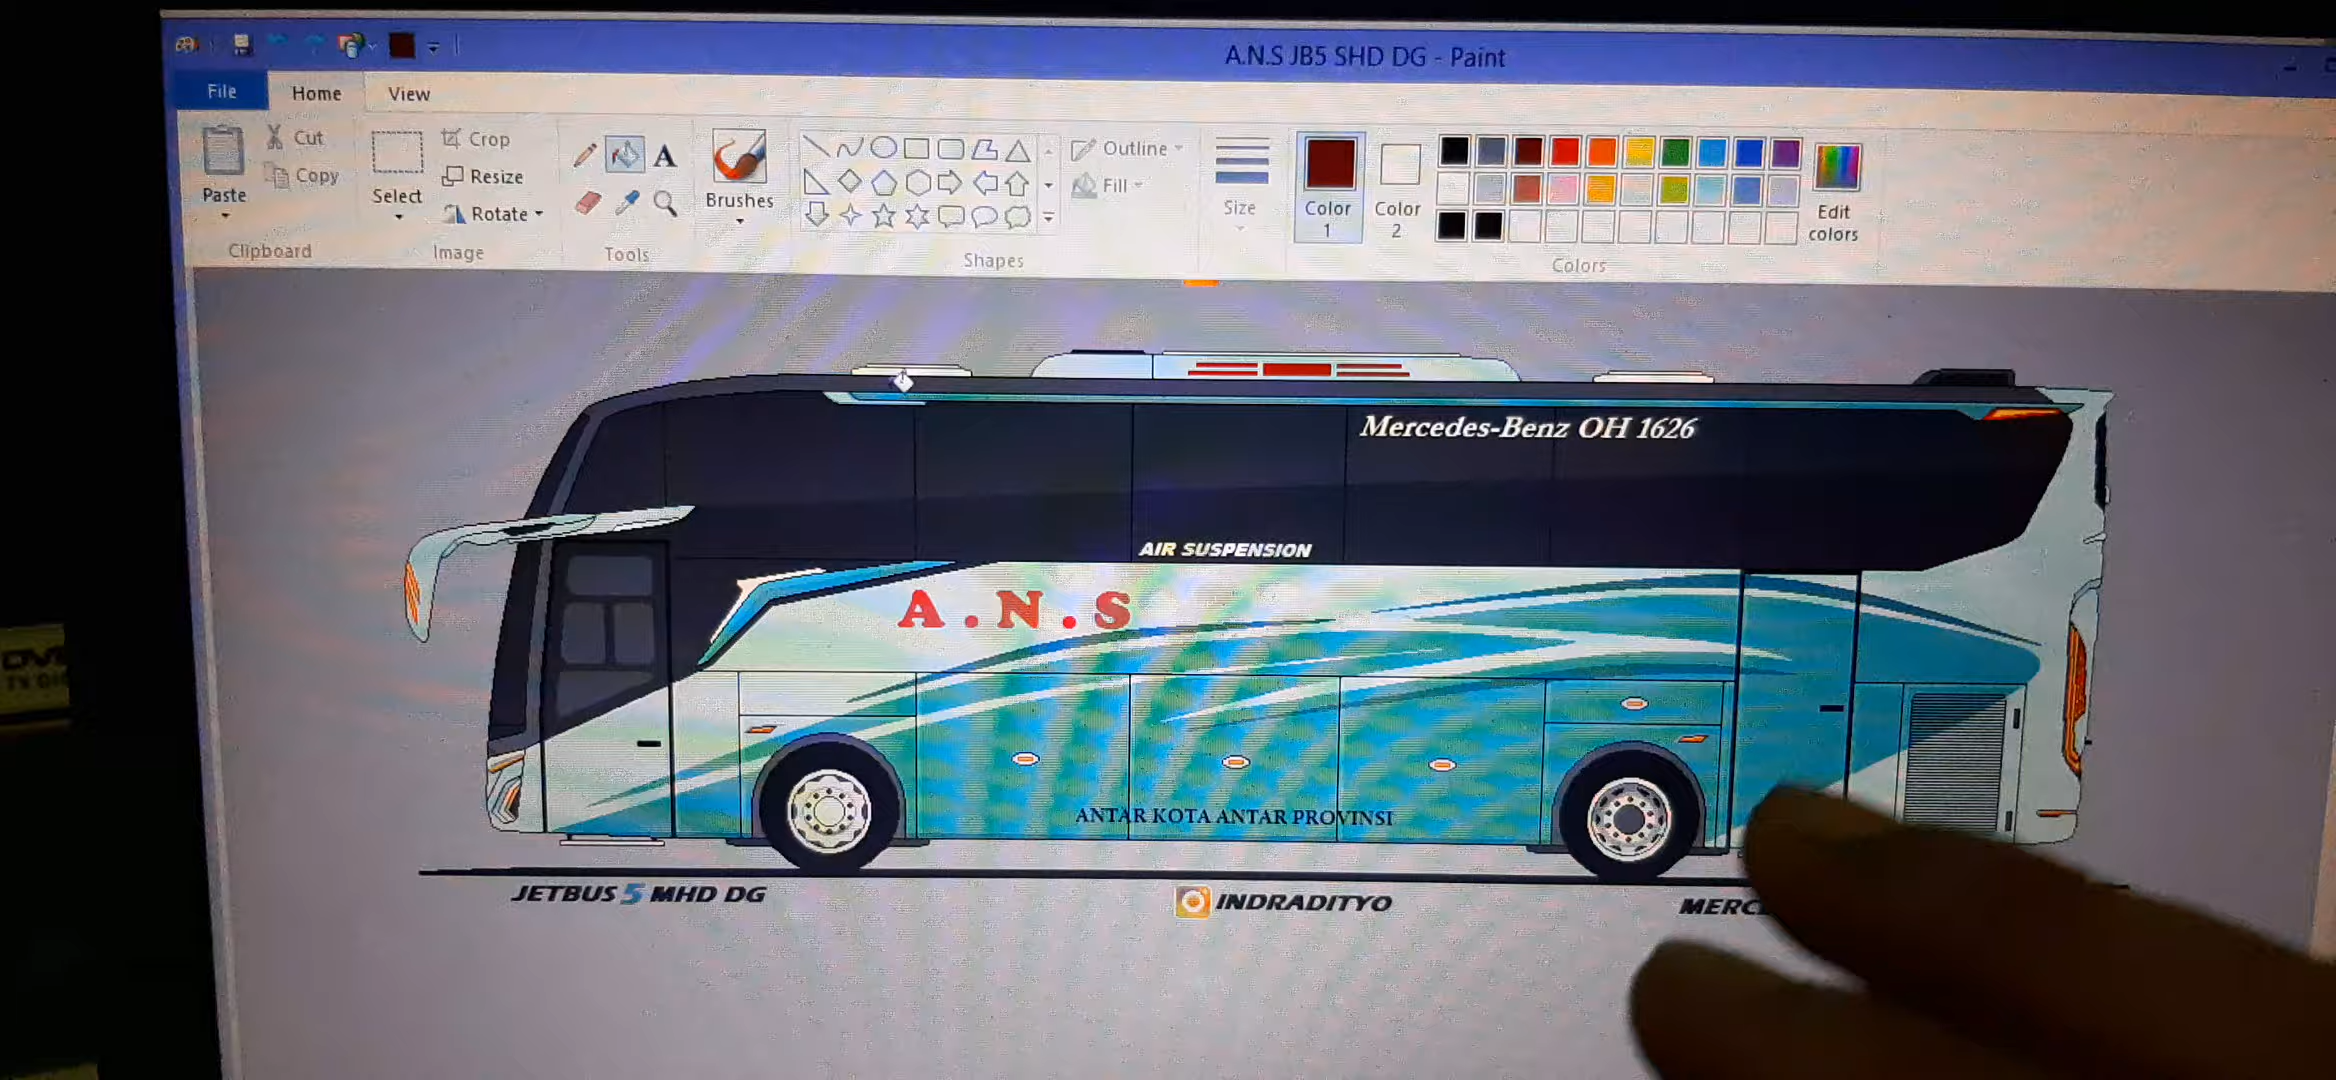 A.N.S JB5 SHD DG - Paint
File Home View
Cut
Copy
Paste
Clipboard
Select
Crop
Resize
Rotate
Image
A
Tools
Brushes
Outline
Fill
Shapes
Size
Color 1
Color 2
Edit colors
Colors
Mercedes-Benz OH 1626
AIR SUSPENSION
A.N.S
ANTAR KOTA ANTAR PROVINSI
JETBUS 5 MHD DG
INDRADITYO